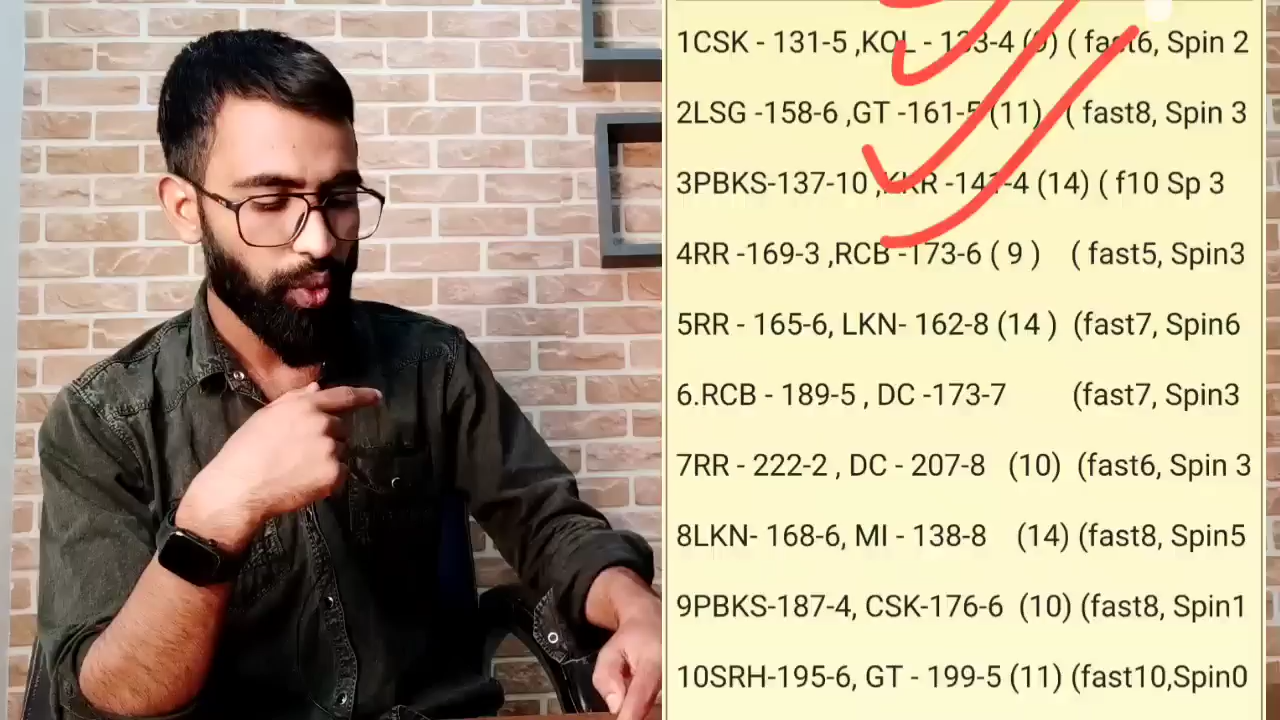 1CSK - 131-5 ,KOL - 133-4 (9) ( fast6, Spin 2
2LSG -158-6 ,GT -161-5 (11) ( fast8, Spin 3
3PBKS-137-10 ,KKR -141-4 (14) ( f10 Sp 3
4RR -169-3 ,RCB -173-6 ( 9 ) ( fast5, Spin3
5RR - 165-6, LKN- 162-8 (14 ) (fast7, Spin6
6.RCB - 189-5 , DC -173-7 (fast7, Spin3
7RR - 222-2 , DC - 207-8 (10) (fast6, Spin 3
8LKN- 168-6, MI - 138-8 (14) (fast8, Spin5
9PBKS-187-4, CSK-176-6 (10) (fast8, Spin1
10SRH-195-6, GT - 199-5 (11) (fast10,Spin0